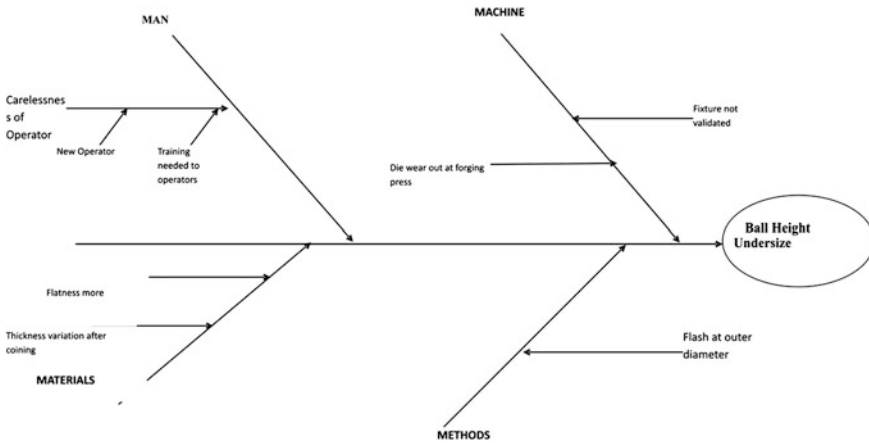 MAN
MACHINE
Carelessnes
s of
Operator
New Operator
Training
needed to
operators
Fixture not
validated
Die wear out at forging
press
Ball Height
Undersize
Flatness more
Thickness variation after
coining
Flash at outer
diameter
MATERIALS
METHODS